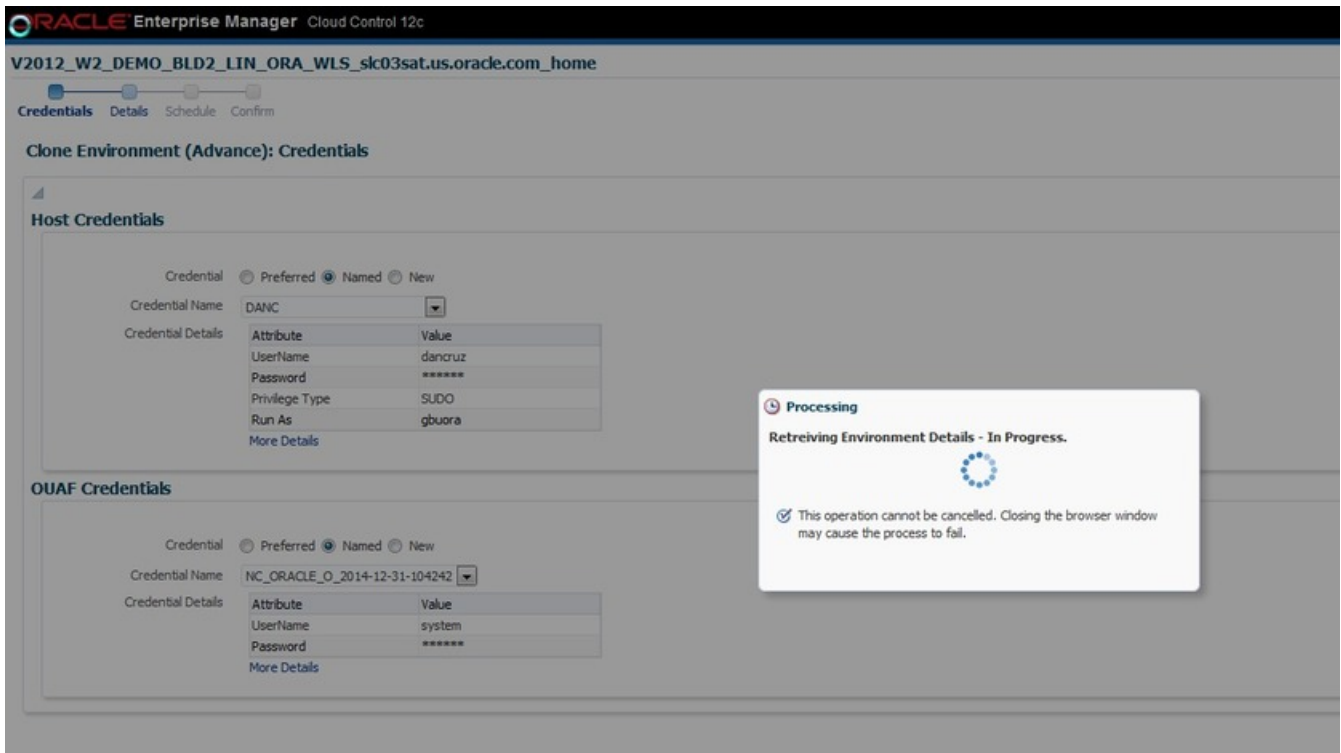 ORACLE Enterprise Manager Cloud Control 12c
V2012_W2_DEMO_BLD2_LIN_ORA_WLS_slc03sat.us.oracle.com_home
Credentials Details Schedule Confirm
Clone Environment (Advance): Credentials
Host Credentials
Credential Preferred Named New
Credential Name DANC
Credential Details Attribute Value
UserName dancruz
Password ******
Privilege Type SUDO
Run As gbuora
More Details
Processing
Retreiving Environment Details - In Progress.
This operation cannot be cancelled. Closing the browser window
may cause the process to fail.
OUAF Credentials
Credential Preferred Named New
Credential Name NC_ORACLE_O_2014-12-31-104242
Credential Details Attribute Value
UserName system
Password ******
More Details